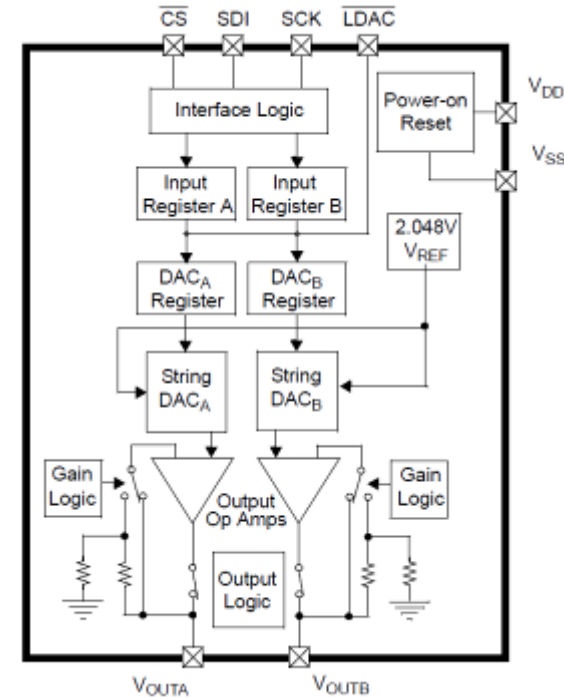 CS SDI SCK LDAC
Interface Logic
Power-on
Reset
VDD
VSS
Input
Register A
Input
Register B
2.048V
VREF
DACA
Register
DACB
Register
String
DACA
String
DACB
Gain
Logic
Output
Op Amps
Gain
Logic
Output
Logic
VOUTA
VOUTB